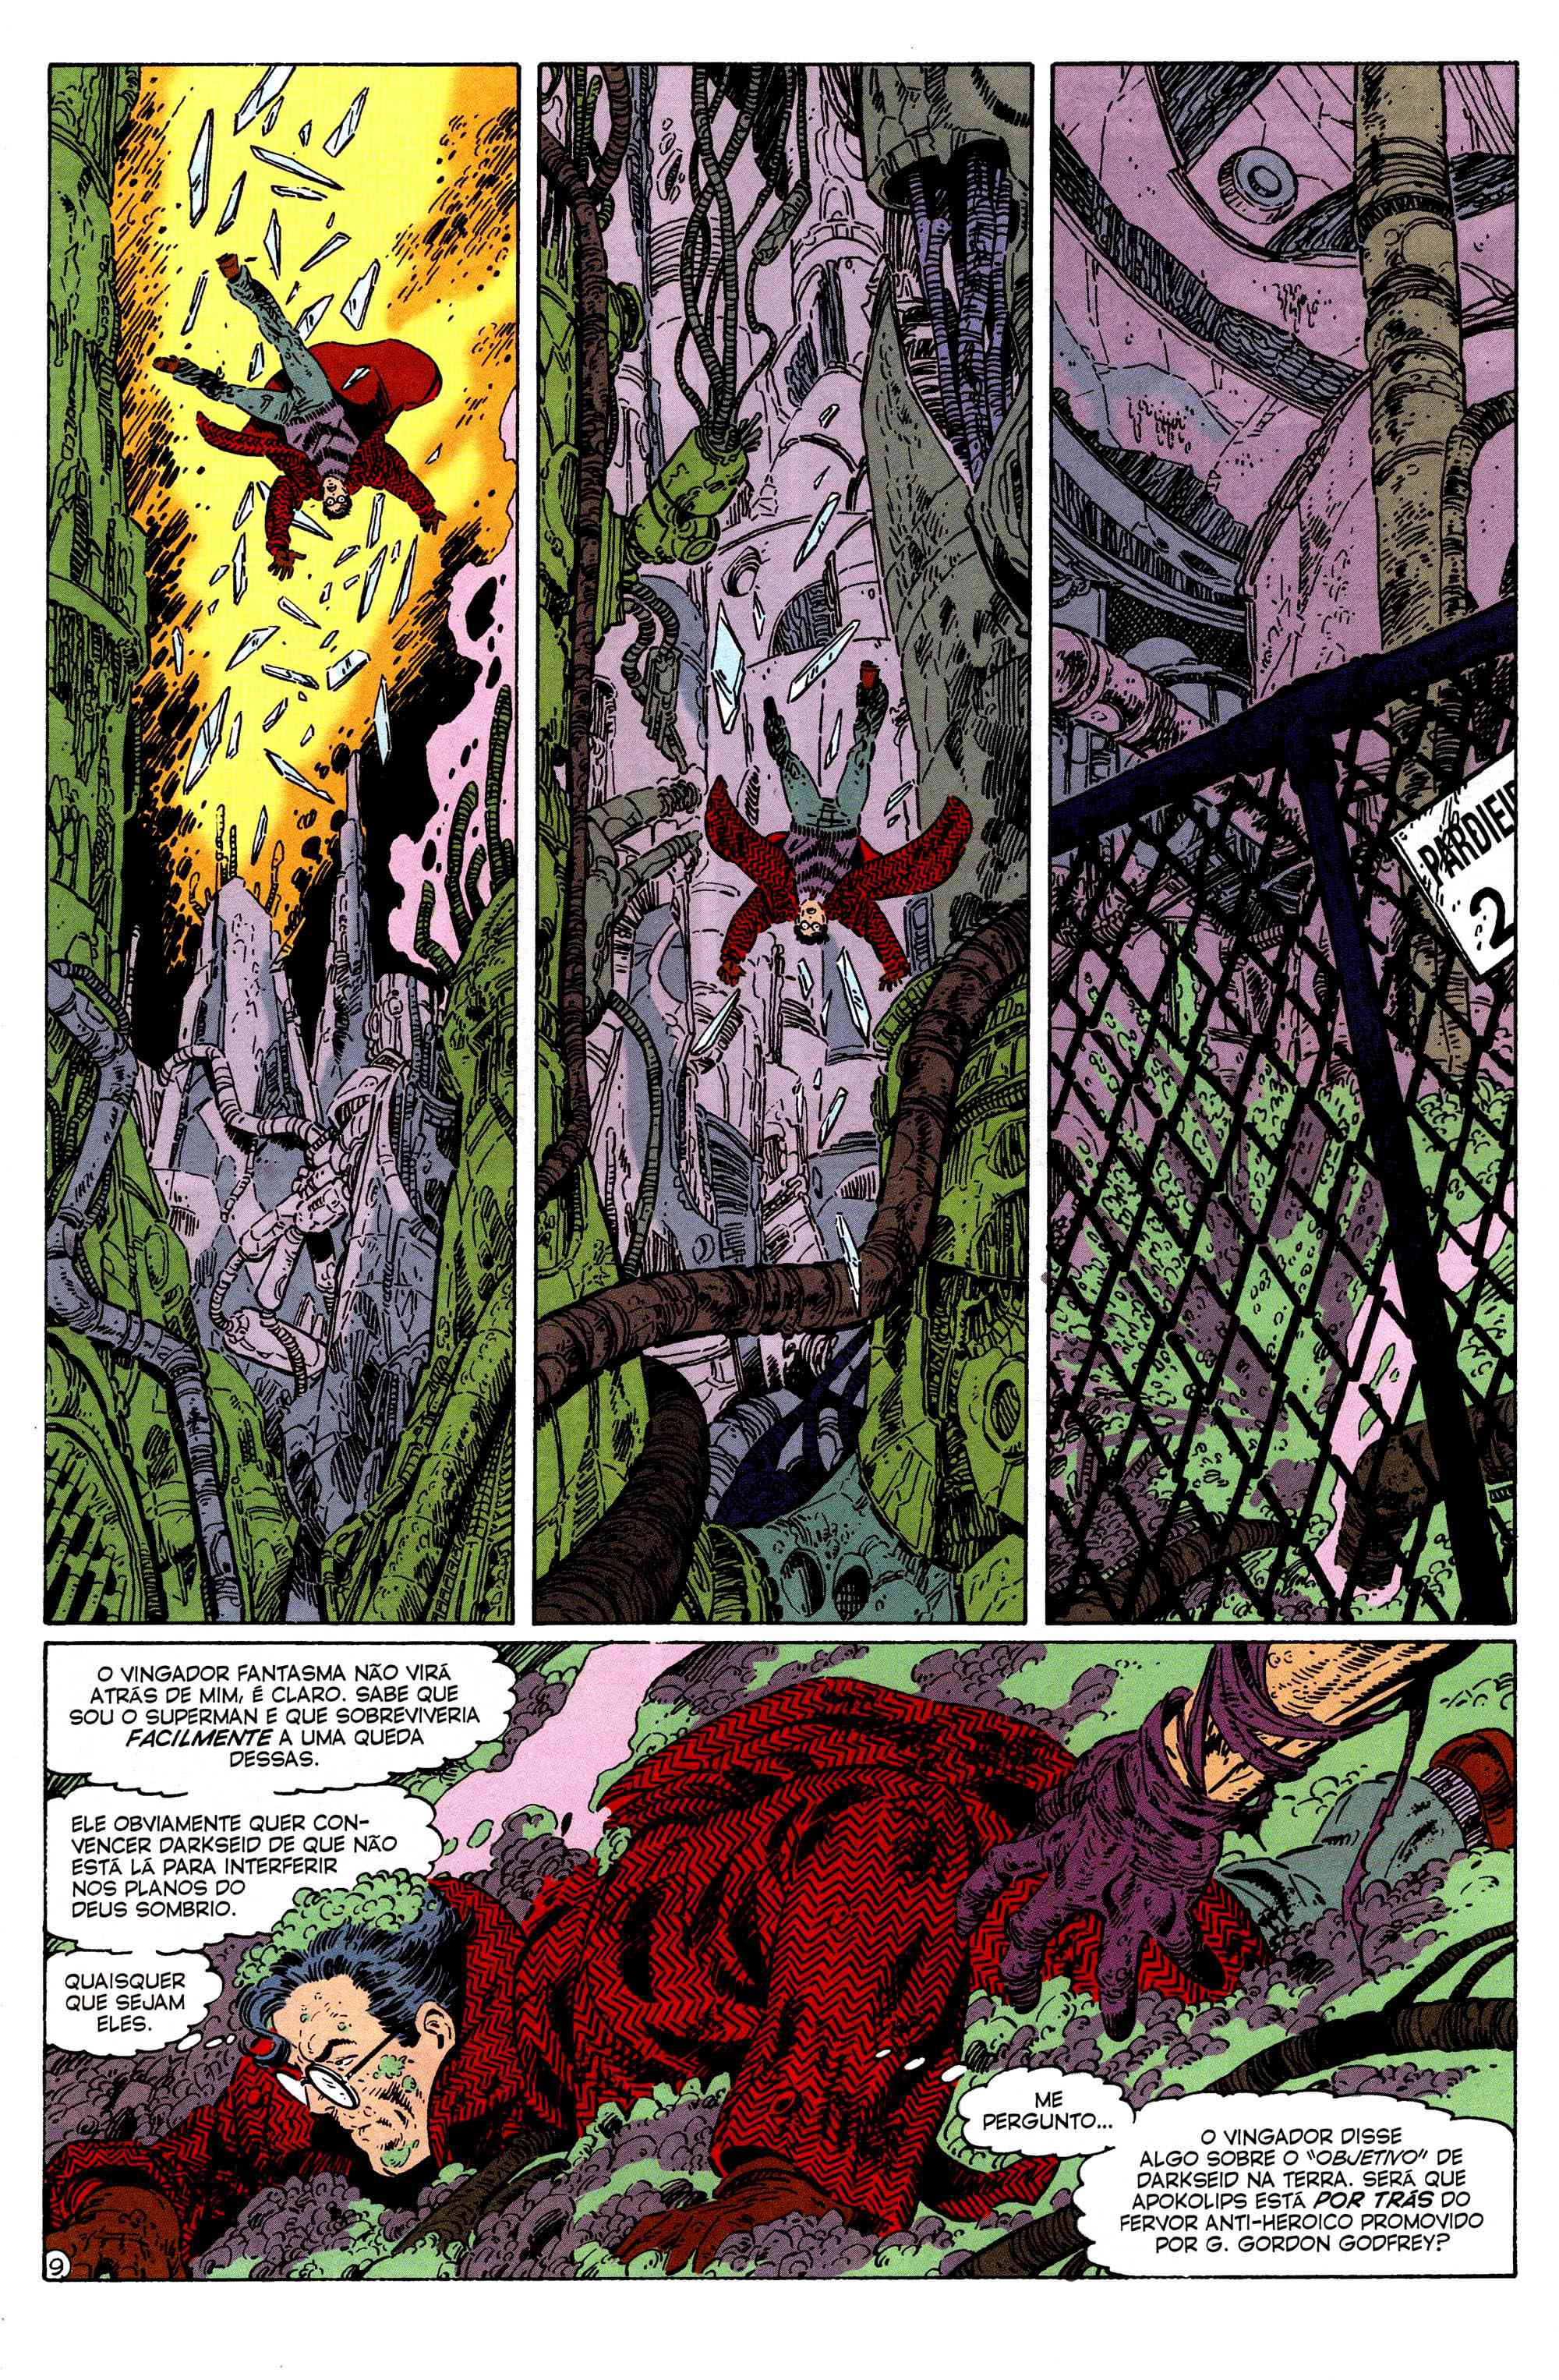 PARDIEI
2
O VINGADOR FANTASMA NÃO VIRÁ
ATRÁS DE MIM, É CLARO. SABE QUE
SOU O SUPERMAN E QUE SOBREVIVERIA
FACILMENTE A UMA QUEDA
DESSAS.
ELE OBVIAMENTE QUER CON-
VENCER DARKSEID DE QUE NÃO
ESTÁ LÁ PARA INTERFERIR
NOS PLANOS DO
DEUS SOMBRIO.
QUAISQUER
QUE SEJAM
ELES.
ME
PERGUNTO...
O VINGADOR DISSE
ALGO SOBRE O "OBJETIVO" DE
DARKSEID NA TERRA. SERÁ QUE
APOKOLIPS ESTÁ POR TRÁS DO
FERVOR ANTI-HEROICO PROMOVIDO
POR G. GORDON GODFREY?
9